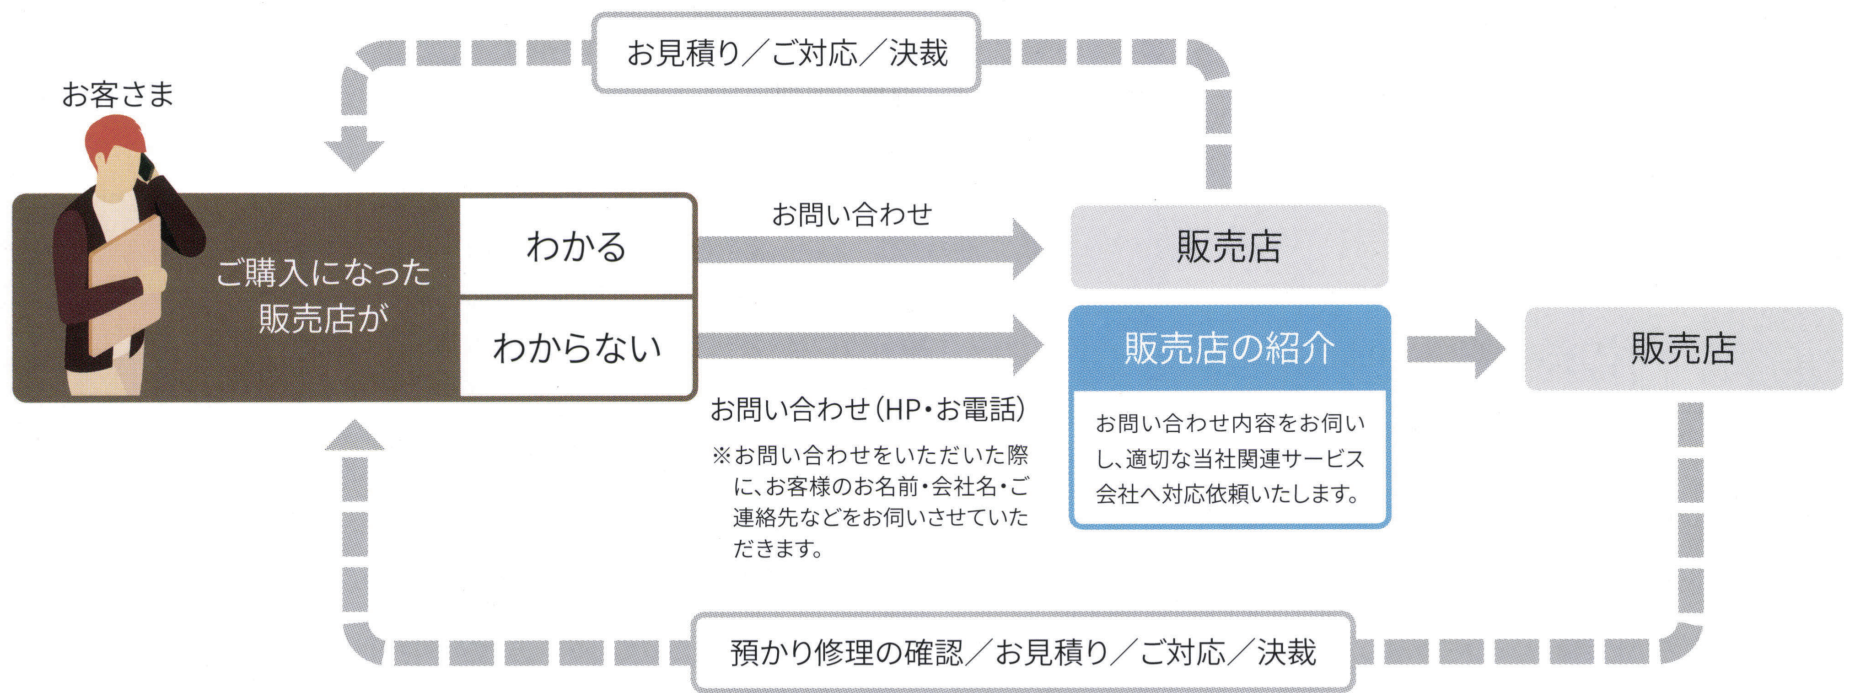 お見積り／ご対応／決裁
お客さま
ご購入になった
販売店が
わかる
わからない
お問い合わせ
販売店
お問い合わせ（HP・お電話）
※お問い合わせをいただいた際
に、お客様のお名前・会社名・ご
連絡先などをお伺いさせていた
だきます。
販売店の紹介
お問い合わせ内容をお伺い
し、適切な当社関連サービス
会社へ対応依頼いたします。
販売店
預かり修理の確認／お見積り／ご対応／決裁